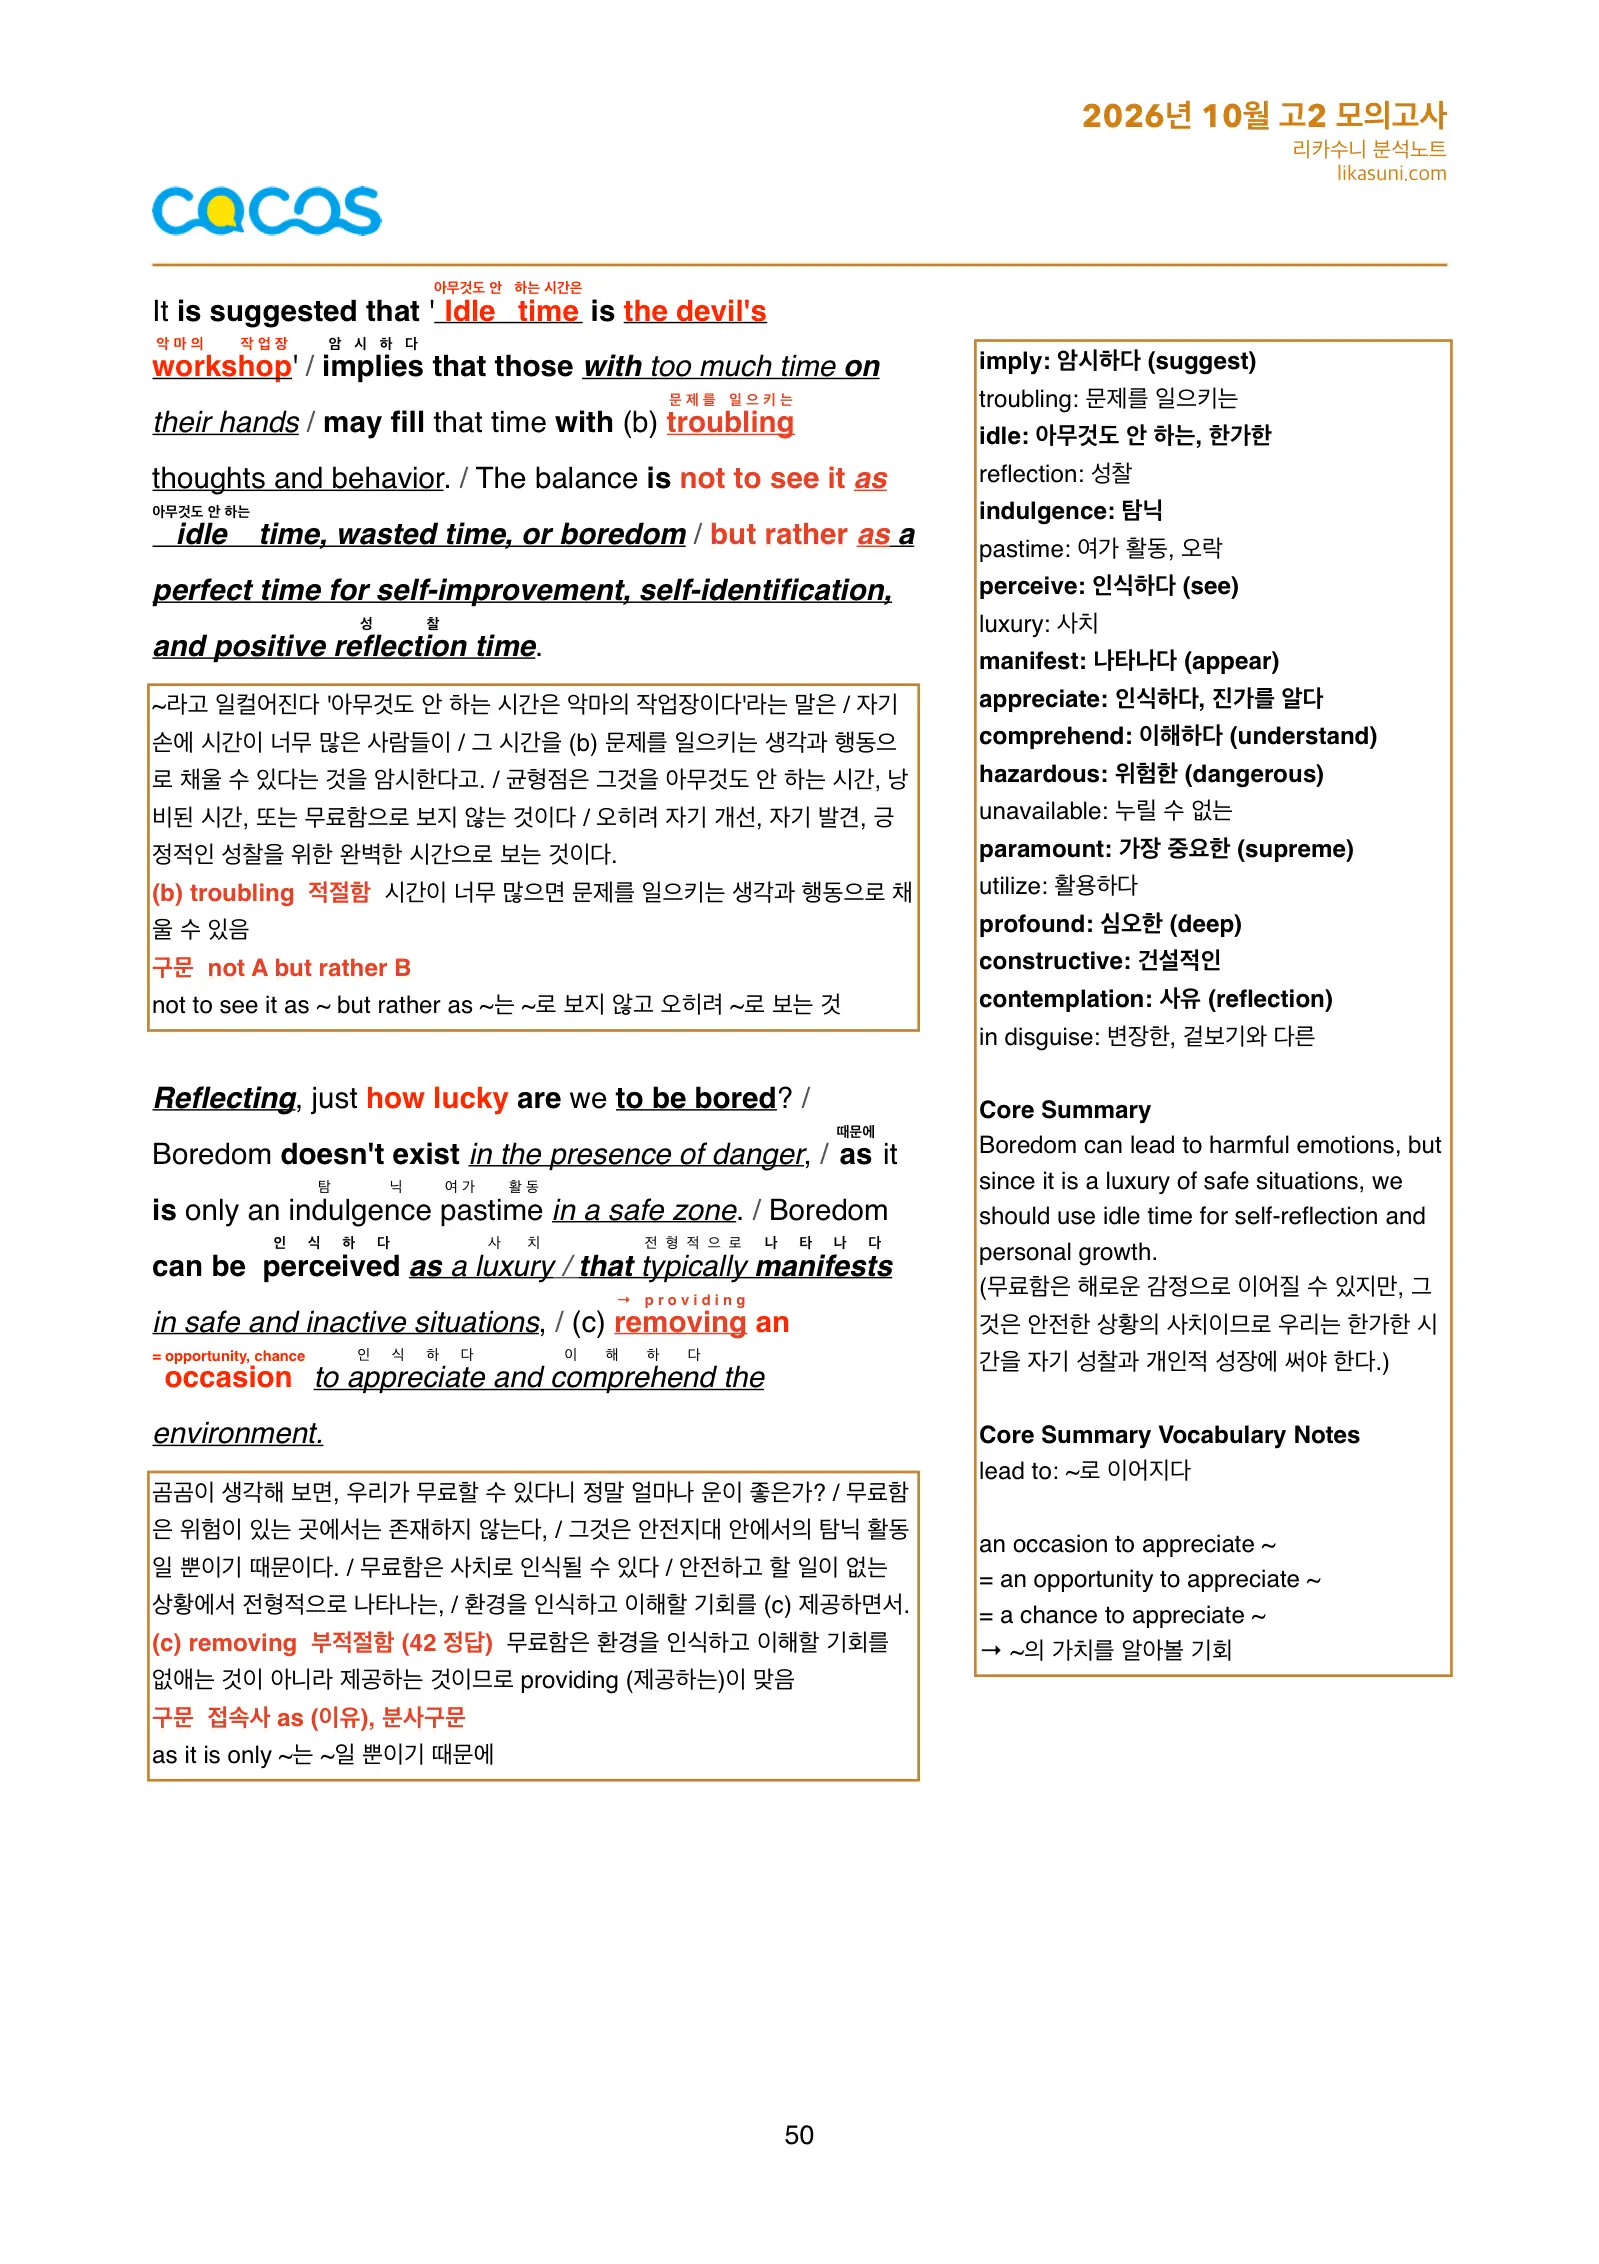 2026년 10월 고2 모의고사
리카수니 분석노트
likasuni.com
cacos
아무것도 안 하는 시간은
It is suggested that ' Idle time is the devil's
악마의 작업장 암시하다
workshop' / implies that those with too much time on
문제를 일으키는
their hands / may fill that time with (b) troubling
thoughts and behavior. / The balance is not to see it as
아무것도 안 하는
idle time, wasted time, or boredom / but rather as a
perfect time for self-improvement, self-identification,
성찰
and positive reflection time.
~라고 일컬어진다 '아무것도 안 하는 시간은 악마의 작업장이다'라는 말은 / 자기
손에 시간이 너무 많은 사람들이 / 그 시간을 (b) 문제를 일으키는 생각과 행동으
로 채울 수 있다는 것을 암시한다고. / 균형점은 그것을 아무것도 안 하는 시간, 낭
비된 시간, 또는 무료함으로 보지 않는 것이다 / 오히려 자기 개선, 자기 발견, 긍
정적인 성찰을 위한 완벽한 시간으로 보는 것이다.
(b) troubling 적절함 시간이 너무 많으면 문제를 일으키는 생각과 행동으로 채
울 수 있음
구문 not A but rather B
not to see it as ~ but rather as ~는 ~로 보지 않고 오히려 ~로 보는 것
Reflecting, just how lucky are we to be bored? /
때문에
Boredom doesn't exist in the presence of danger, / as it
탐닉 여가 활동
is only an indulgence pastime in a safe zone. / Boredom
인식하다 사치 전형적으로 나타나다
can be perceived as a luxury / that typically manifests
→ providing
in safe and inactive situations, / (c) removing an
= opportunity, chance 인식하다 이해하다
occasion to appreciate and comprehend the
environment.
곰곰이 생각해 보면, 우리가 무료할 수 있다니 정말 얼마나 운이 좋은가? / 무료함
은 위험이 있는 곳에서는 존재하지 않는다, / 그것은 안전지대 안에서의 탐닉 활동
일 뿐이기 때문이다. / 무료함은 사치로 인식될 수 있다 / 안전하고 할 일이 없는
상황에서 전형적으로 나타나는, / 환경을 인식하고 이해할 기회를 (c) 제공하면서.
(c) removing 부적절함 (42 정답) 무료함은 환경을 인식하고 이해할 기회를
없애는 것이 아니라 제공하는 것이므로 providing (제공하는)이 맞음
구문 접속사 as (이유), 분사구문
as it is only ~는 ~일 뿐이기 때문에
imply: 암시하다 (suggest)
troubling: 문제를 일으키는
idle: 아무것도 안 하는, 한가한
reflection: 성찰
indulgence: 탐닉
pastime: 여가 활동, 오락
perceive: 인식하다 (see)
luxury: 사치
manifest: 나타나다 (appear)
appreciate: 인식하다, 진가를 알다
comprehend: 이해하다 (understand)
hazardous: 위험한 (dangerous)
unavailable: 누릴 수 없는
paramount: 가장 중요한 (supreme)
utilize: 활용하다
profound: 심오한 (deep)
constructive: 건설적인
contemplation: 사유 (reflection)
in disguise: 변장한, 겉보기와 다른
Core Summary
Boredom can lead to harmful emotions, but
since it is a luxury of safe situations, we
should use idle time for self-reflection and
personal growth.
(무료함은 해로운 감정으로 이어질 수 있지만, 그
것은 안전한 상황의 사치이므로 우리는 한가한 시
간을 자기 성찰과 개인적 성장에 써야 한다.)
Core Summary Vocabulary Notes
lead to: ~로 이어지다
an occasion to appreciate ~
= an opportunity to appreciate ~
= a chance to appreciate ~
→ ~의 가치를 알아볼 기회
50